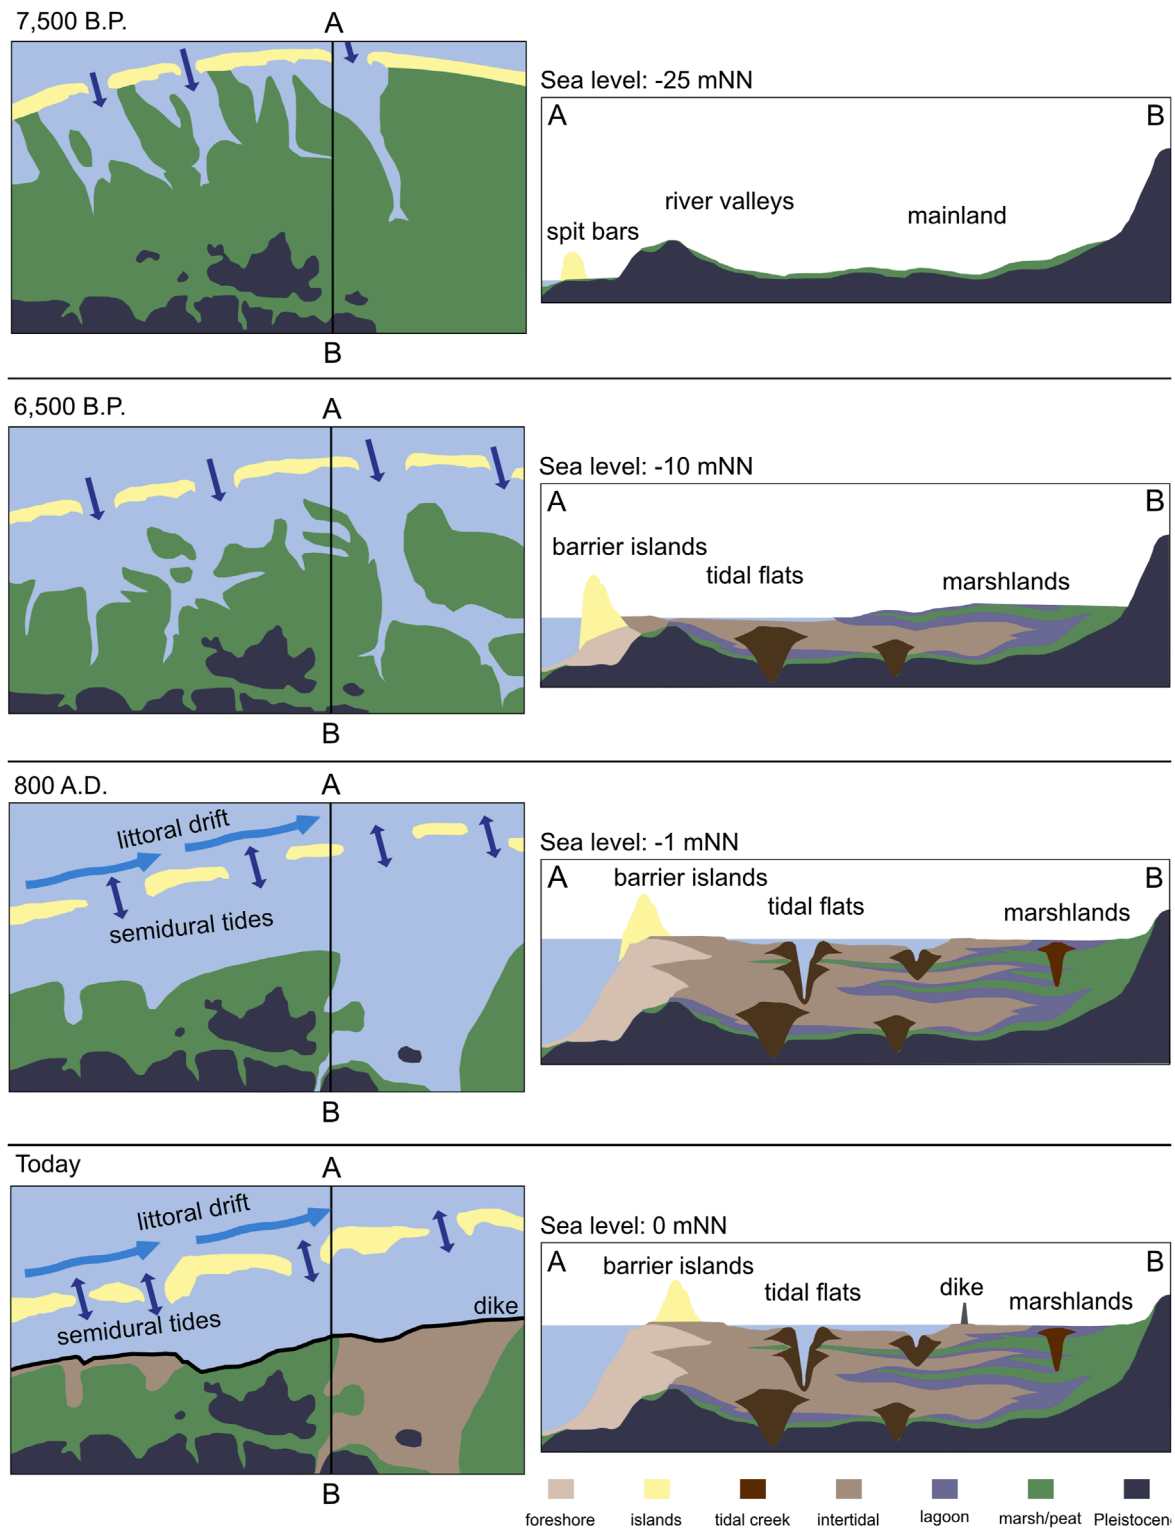 7,500 B.P.
A
B
Sea level: -25 mNN
A
B
spit bars
river valleys
mainland
6,500 B.P.
A
B
Sea level: -10 mNN
A
B
barrier islands
tidal flats
marshlands
800 A.D.
A
littoral drift
semidural tides
B
Sea level: -1 mNN
A
B
barrier islands
tidal flats
marshlands
Today
A
littoral drift
semidural tides
dike
B
Sea level: 0 mNN
A
B
barrier islands
tidal flats
dike
marshlands
foreshore
islands
tidal creek
intertidal
lagoon
marsh/peat
Pleistocen